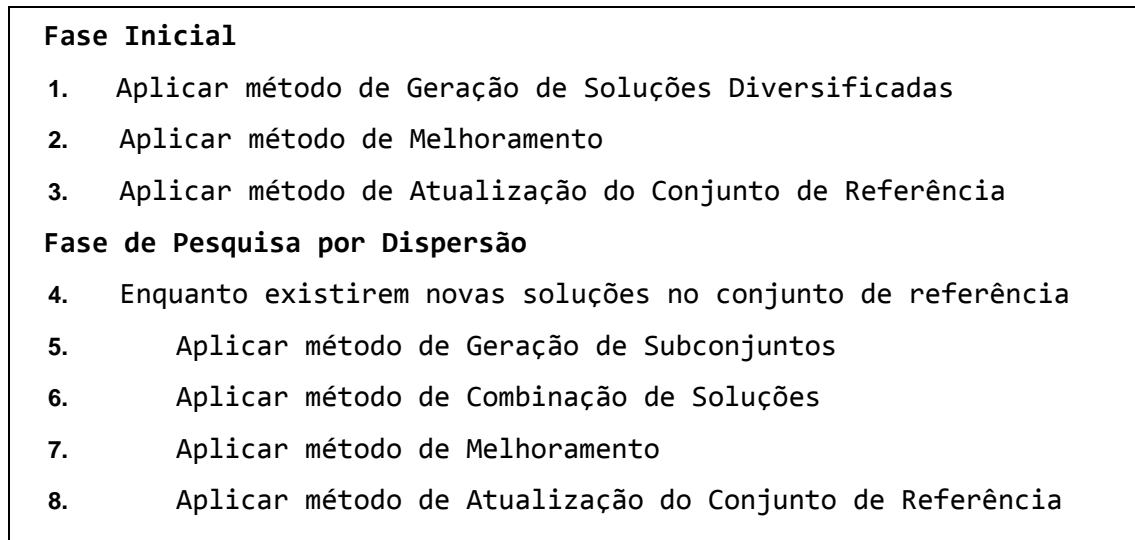 Fase Inicial
1. Aplicar método de Geração de Soluções Diversificadas
2. Aplicar método de Melhoramento
3. Aplicar método de Atualização do Conjunto de Referência
Fase de Pesquisa por Dispersão
4. Enquanto existirem novas soluções no conjunto de referência
5. Aplicar método de Geração de Subconjuntos
6. Aplicar método de Combinação de Soluções
7. Aplicar método de Melhoramento
8. Aplicar método de Atualização do Conjunto de Referência